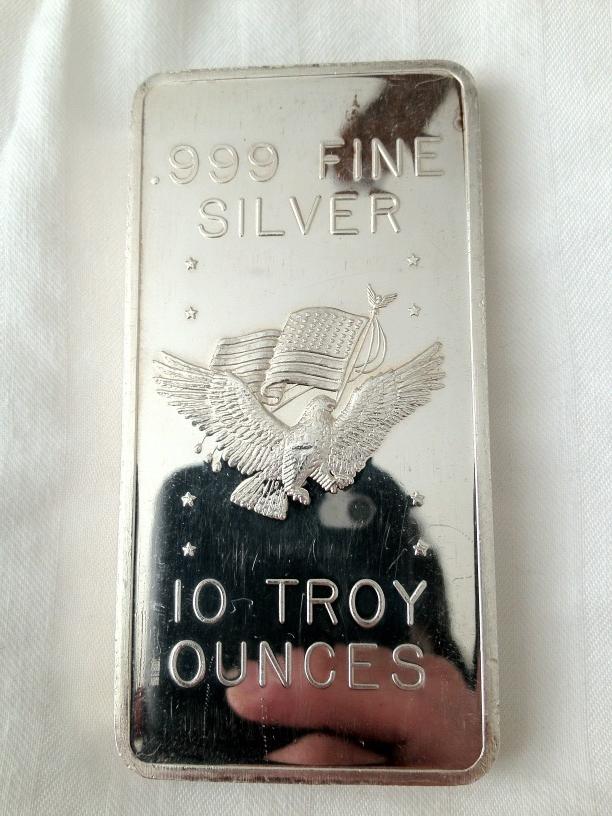 .999 FINE
SILVER
10 TROY
OUNCES